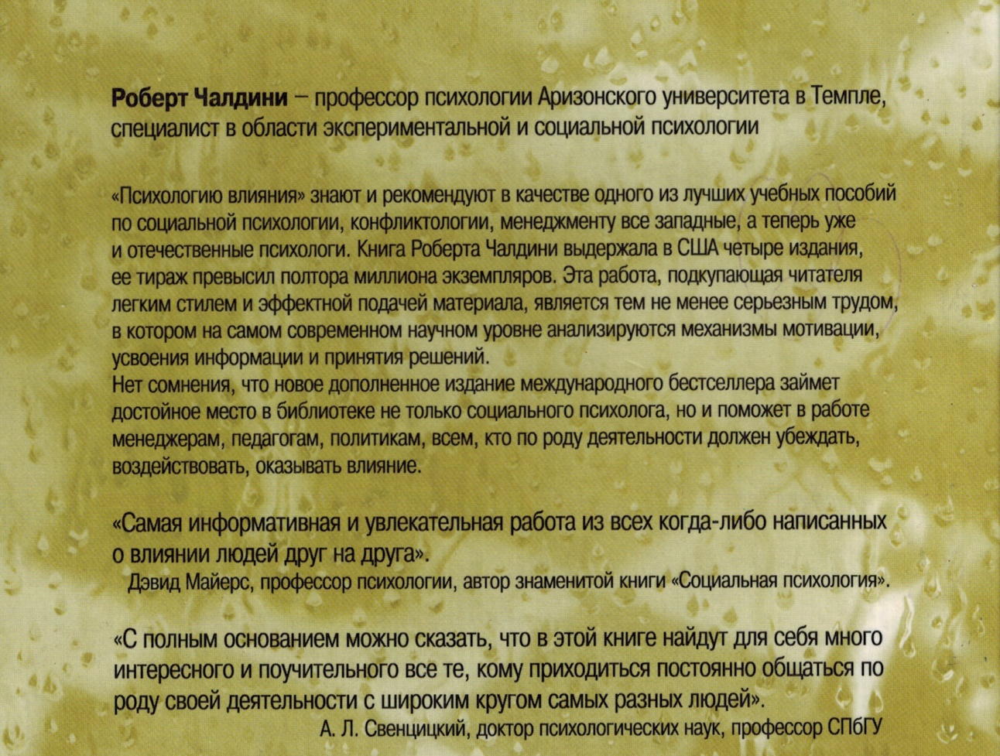 Роберт Чалдини – профессор психологии Аризонского университета в Темпле,
специалист в области экспериментальной и социальной психологии
«Психологию влияния» знают и рекомендуют в качестве одного из лучших учебных пособий
по социальной психологии, конфликтологии, менеджменту все западные, а теперь уже
и отечественные психологи. Книга Роберта Чалдини выдержала в США четыре издания,
ее тираж превысил полтора миллиона экземпляров. Эта работа, подкупающая читателя
легким стилем и эффектной подачей материала, является тем не менее серьезным трудом,
в котором на самом современном научном уровне анализируются механизмы мотивации,
усвоения информации и принятия решений.
Нет сомнения, что новое дополненное издание международного бестселлера займет
достойное место в библиотеке не только социального психолога, но и поможет в работе
менеджерам, педагогам, политикам, всем, кто по роду деятельности должен убеждать,
воздействовать, оказывать влияние.
«Самая информативная и увлекательная работа из всех когда-либо написанных
о влиянии людей друг на друга».
Дэвид Майерс, профессор психологии, автор знаменитой книги «Социальная психология».
«С полным основанием можно сказать, что в этой книге найдут для себя много
интересного и поучительного все те, кому приходиться постоянно общаться по
роду своей деятельности с широким кругом самых разных людей».
А. Л. Свенцицкий, доктор психологических наук, профессор СПбГУ